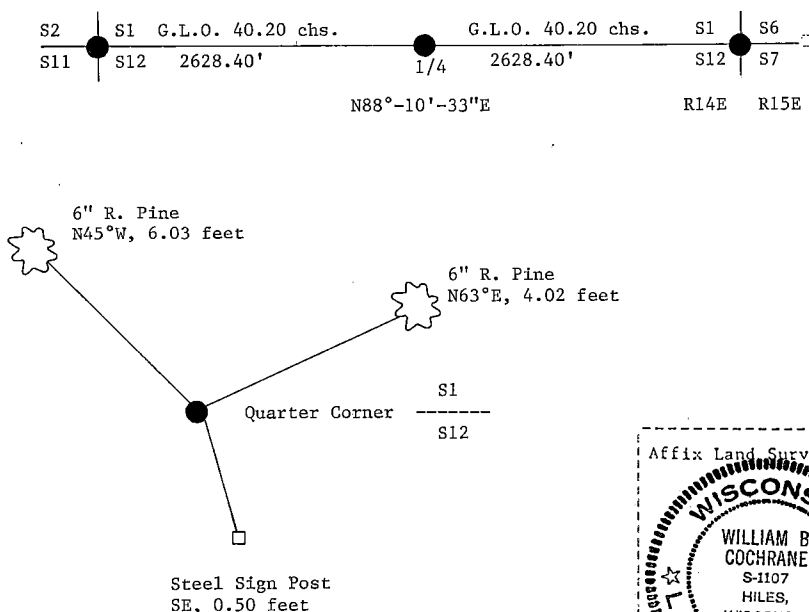 S2 S1 G.L.O. 40.20 chs. G.L.O. 40.20 chs. S1 S6
S11 S12 2628.40' 1/4 2628.40' S12 S7
N88°-10'-33"E R14E R15E
6" R. Pine
N45°W, 6.03 feet
6" R. Pine
N63°E, 4.02 feet
S1
Quarter Corner -------
S12
Affix Land Surv
WISCONS
WILLIAM B
COCHRANE
S-1107
HILES,
Steel Sign Post
SE, 0.50 feet